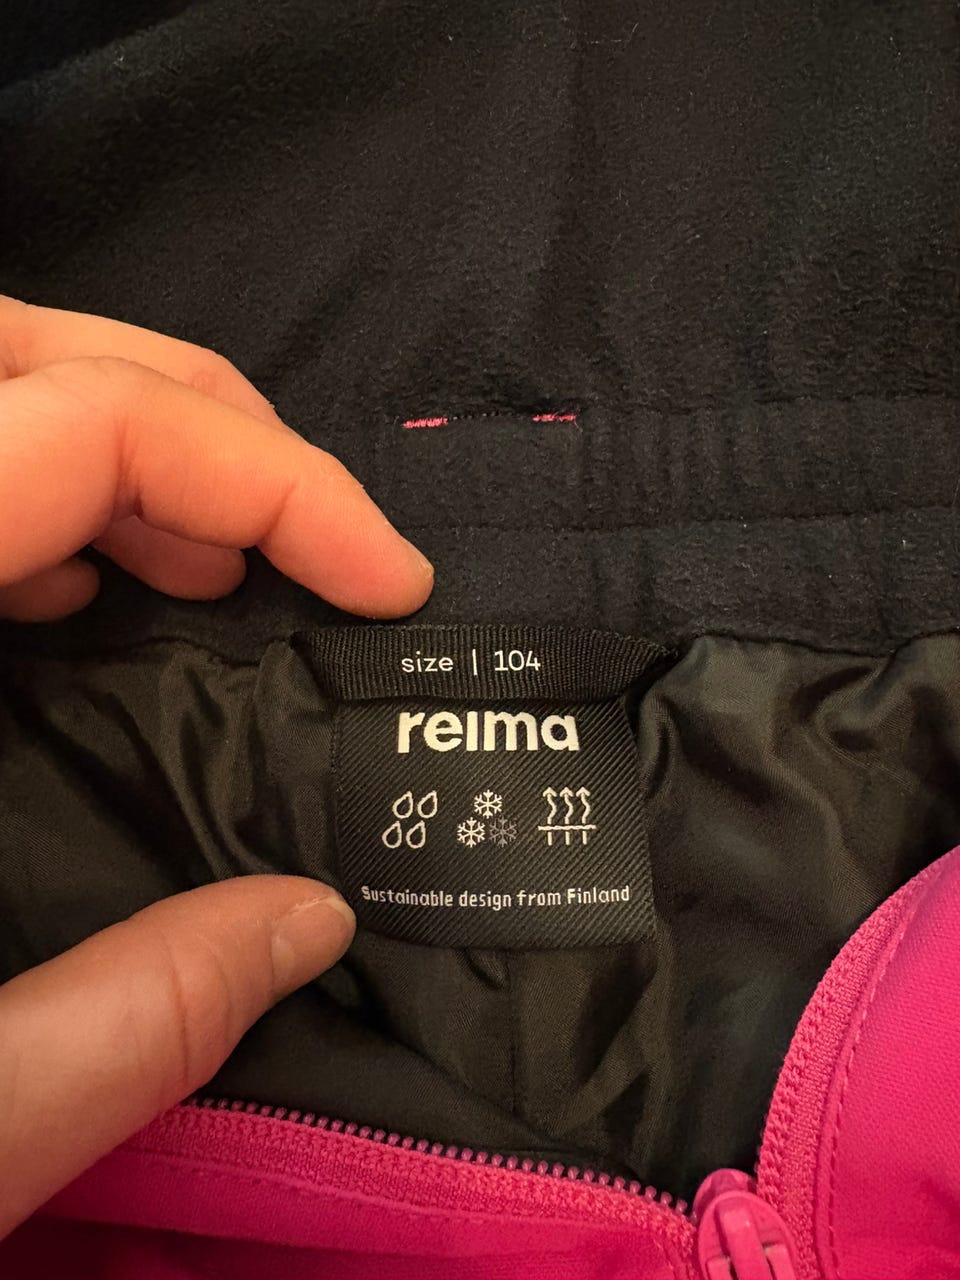 size | 104
reima
Sustainable design from Finland